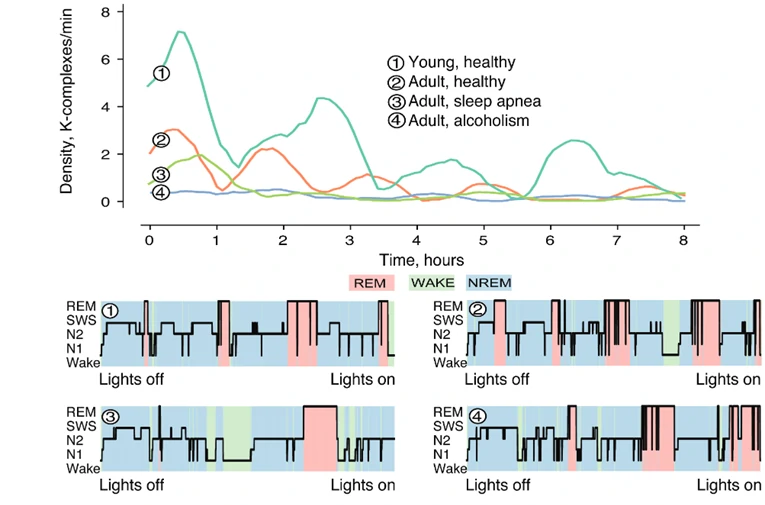 Density, K-complexes/min
8
6
4
2
0
① Young, healthy
② Adult, healthy
③ Adult, sleep apnea
④ Adult, alcoholism
①
②
③
④
0 1 2 3 4 5 6 7 8
Time, hours
REM WAKE NREM
①
REM
SWS
N2
N1
Wake
Lights off Lights on
②
REM
SWS
N2
N1
Wake
Lights off Lights on
③
REM
SWS
N2
N1
Wake
Lights off Lights on
④
REM
SWS
N2
N1
Wake
Lights off Lights on